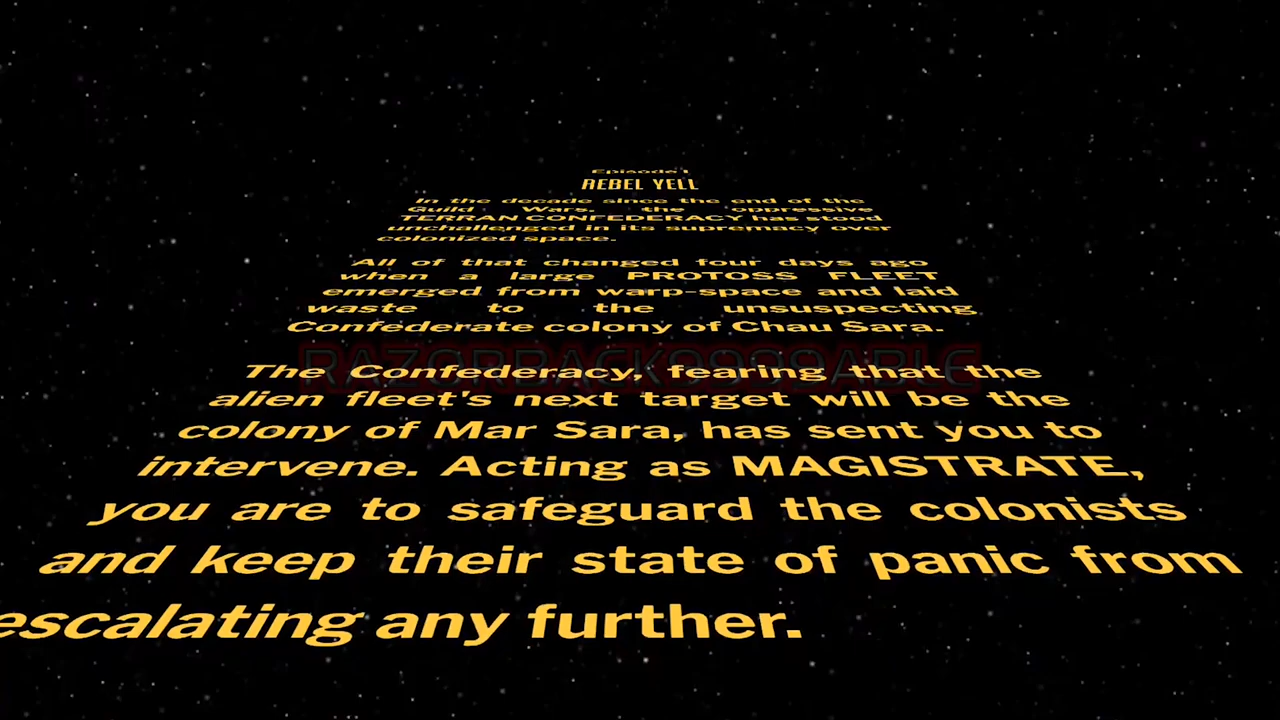 Episode I
REBEL YELL
In the decade since the end of the
Guild Wars, the oppressive
TERRAN CONFEDERACY has stood
unchallenged in its supremacy over
colonized space.
All of that changed four days ago
when a large PROTOSS FLEET
emerged from warp-space and laid
waste to the unsuspecting
Confederate colony of Chau Sara.
RAZORBACK9999ABLE
The Confederacy, fearing that the
alien fleet's next target will be the
colony of Mar Sara, has sent you to
intervene. Acting as MAGISTRATE,
you are to safeguard the colonists
and keep their state of panic from
escalating any further.